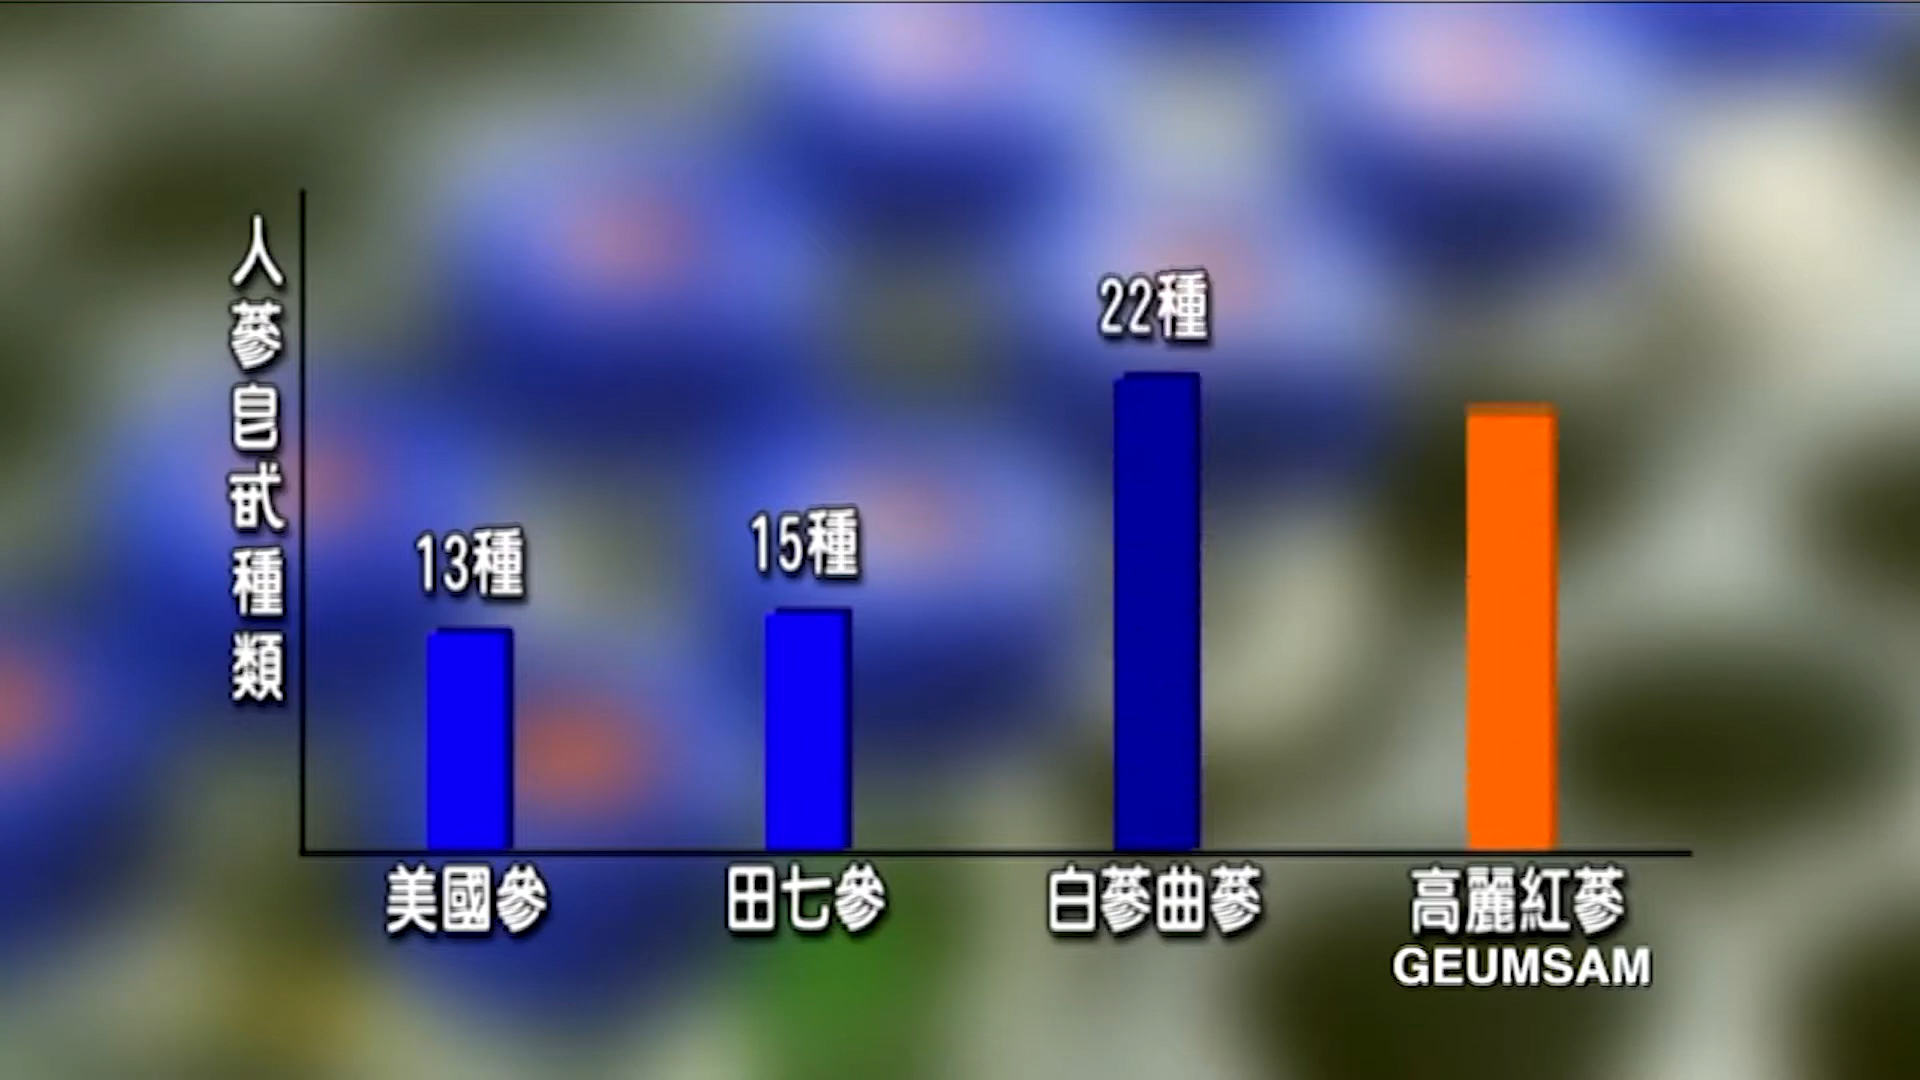 人蔘皂甙種類
13種
15種
22種
美國參
田七參
白蔘曲蔘
高麗紅蔘
GEUMSAM